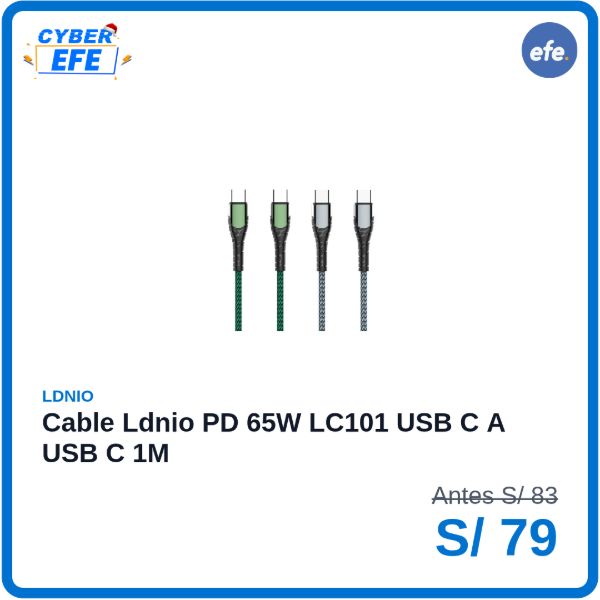 CYBER
EFE
efe.
LDNIO
Cable Ldnio PD 65W LC101 USB C A
USB C 1M
Antes S/ 83
S/ 79